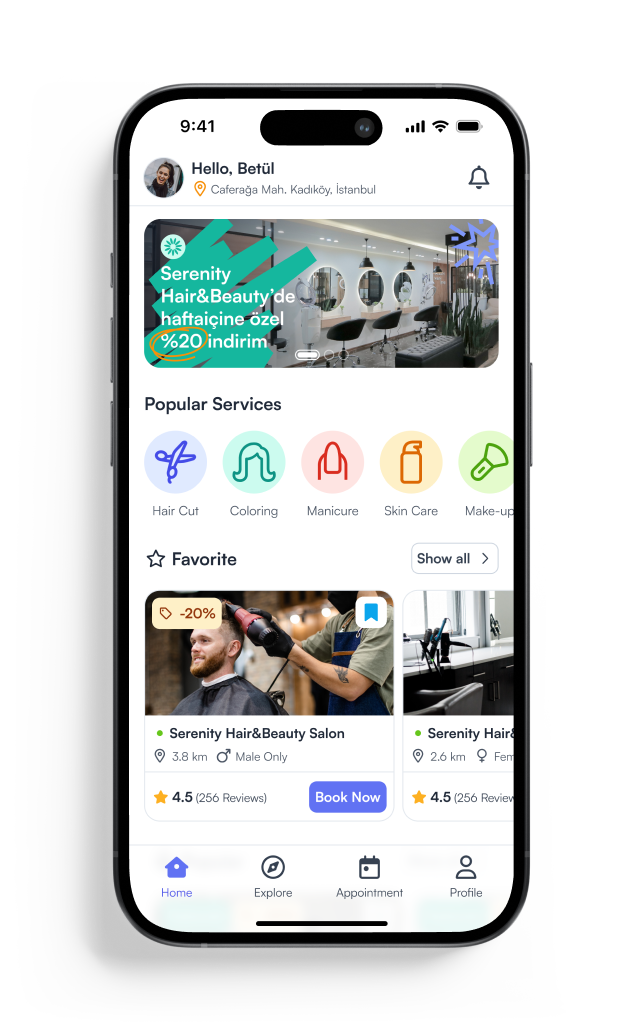 9:41
Hello, Betül
Caferağa Mah. Kadıköy, İstanbul
Serenity
Hair&Beauty'de
haftaiçine özel
%20 indirim
Popular Services
Hair Cut
Coloring
Manicure
Skin Care
Make-up
Favorite
Show all
-20%
Serenity Hair&Beauty Salon
3.8 km
Male Only
4.5 (256 Reviews)
Book Now
Serenity Hair&
2.6 km
Fem
4.5 (256 Review
Home
Explore
Appointment
Profile